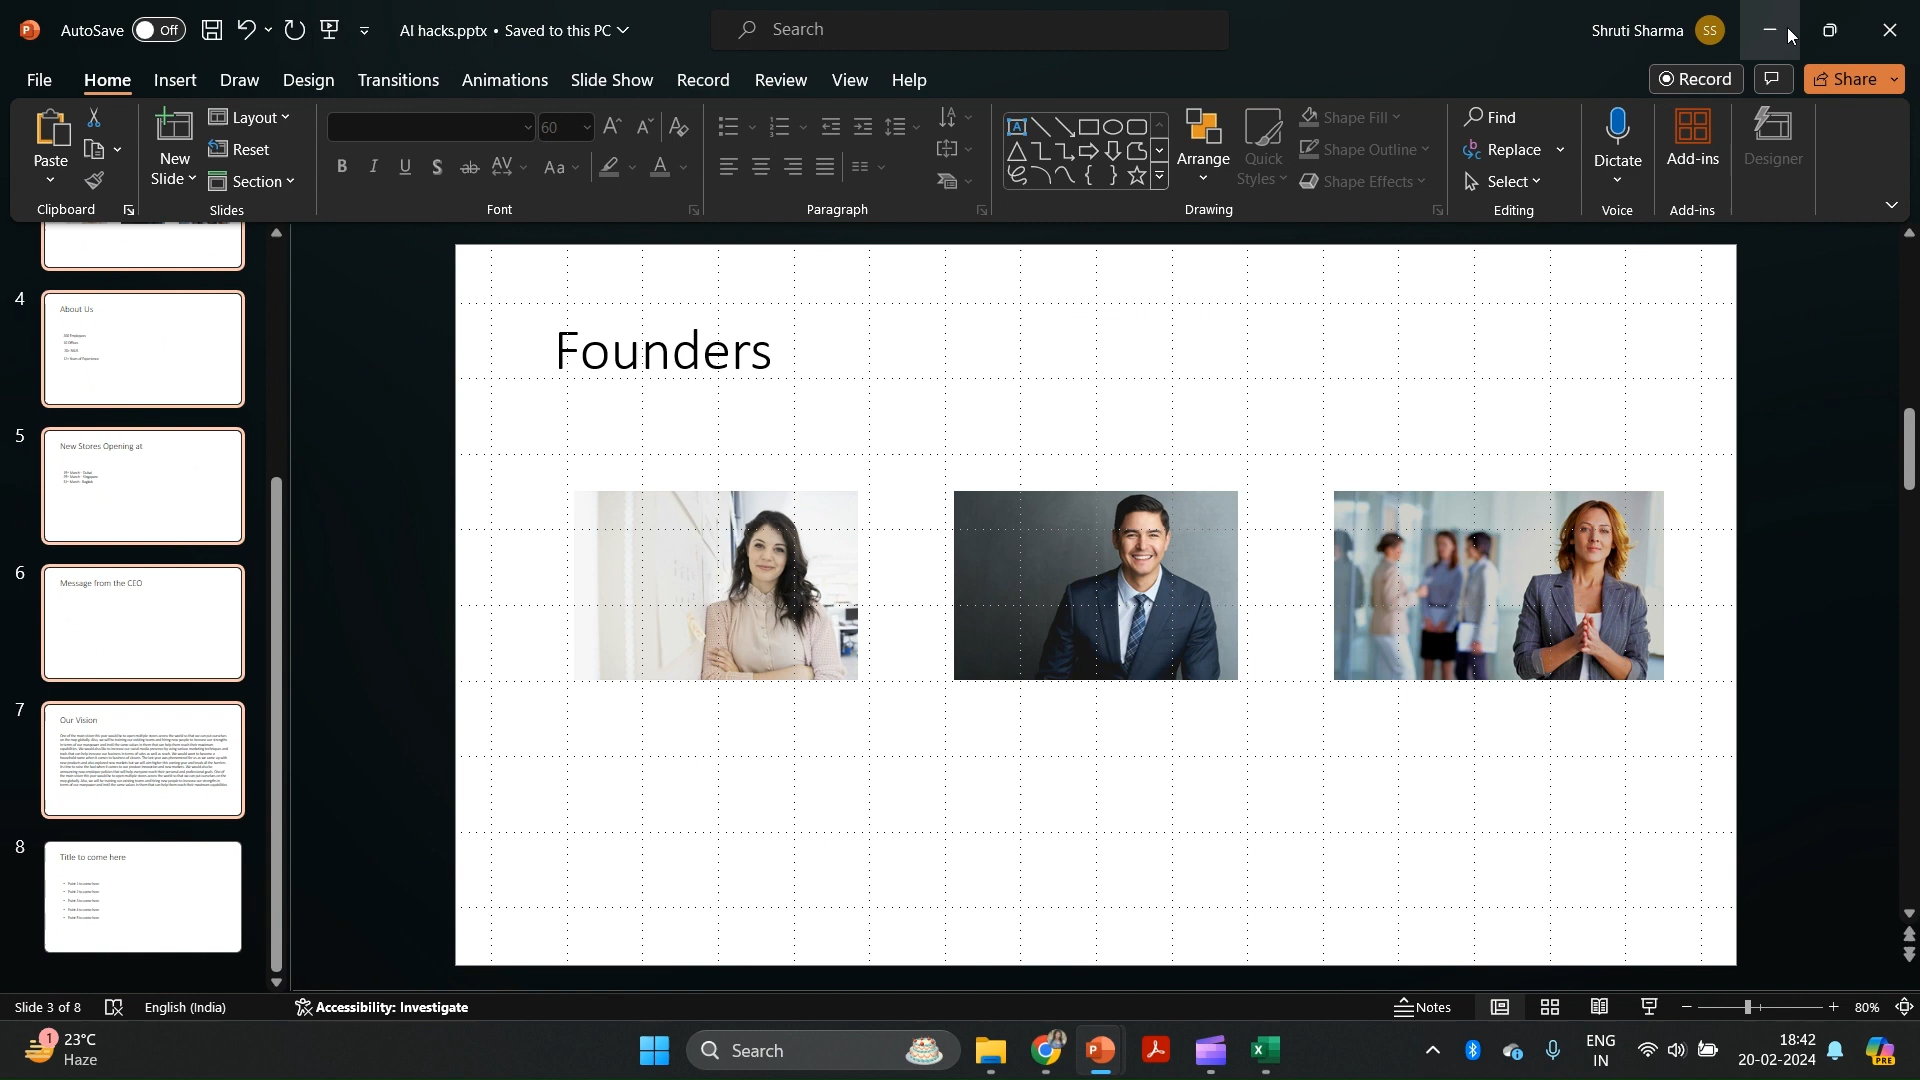 AutoSave Off AI hacks.pptx • Saved to this PC Search Shruti Sharma SS
File Home Insert Draw Design Transitions Animations Slide Show Record Review View Help Record Share
Paste
Clipboard
New Slide
Layout
Reset
Section
Slides
60
B I U S ab AV Aa A
Font
Paragraph
Arrange
Quick Styles
Shape Fill
Shape Outline
Shape Effects
Drawing
Find
Replace
Select
Editing
Dictate
Voice
Add-ins
Add-ins
Designer
4
About Us
5
New Stores Opening at
6
Message from the CEO
7
Our Vision
8
Title to come here
Founders
Slide 3 of 8 English (India) Accessibility: Investigate Notes 80%
1 23°C
Haze
Search
ENG
IN
18:42
20-02-2024
PRE